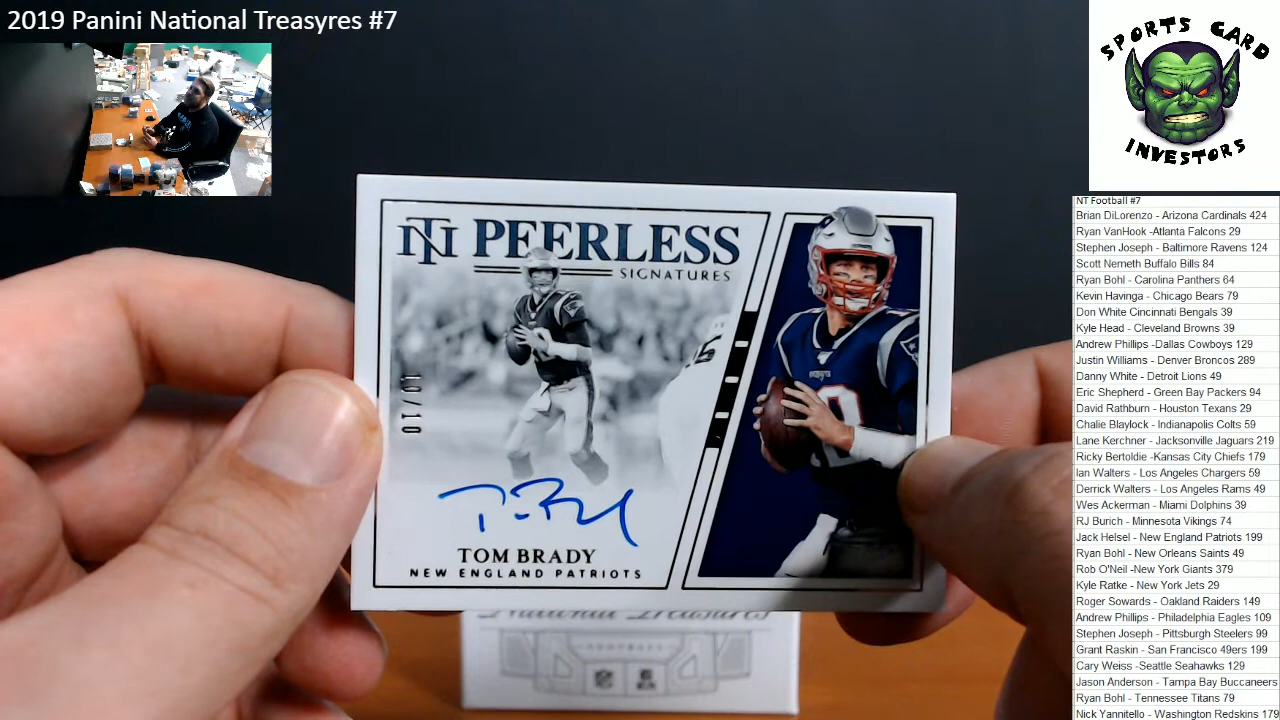 2019 Panini National Treasyres #7
SPORTS CARD
INVESTORS
NT PEERLESS
SIGNATURES
10/10
TOM BRADY
NEW ENGLAND PATRIOTS
National Treasures
FOOTBALL
NT Football #7
Brian DiLorenzo - Arizona Cardinals 424
Ryan VanHook -Atlanta Falcons 29
Stephen Joseph - Baltimore Ravens 124
Scott Nemeth Buffalo Bills 84
Ryan Bohl - Carolina Panthers 64
Kevin Havinga - Chicago Bears 79
Don White Cincinnati Bengals 39
Kyle Head - Cleveland Browns 39
Andrew Phillips -Dallas Cowboys 129
Justin Williams - Denver Broncos 289
Danny White - Detroit Lions 49
Eric Shepherd - Green Bay Packers 94
David Rathburn - Houston Texans 29
Chalie Blaylock - Indianapolis Colts 59
Lane Kerchner - Jacksonville Jaguars 219
Ricky Bertoldie -Kansas City Chiefs 179
Ian Walters - Los Angeles Chargers 59
Derrick Walters - Los Angeles Rams 49
Wes Ackerman - Miami Dolphins 39
RJ Burich - Minnesota Vikings 74
Jack Helsel - New England Patriots 199
Ryan Bohl - New Orleans Saints 49
Rob O'Neil -New York Giants 379
Kyle Ratke - New York Jets 29
Roger Sowards - Oakland Raiders 149
Andrew Phillips - Philadelphia Eagles 109
Stephen Joseph - Pittsburgh Steelers 99
Grant Raskin - San Francisco 49ers 199
Cary Weiss -Seattle Seahawks 129
Jason Anderson - Tampa Bay Buccaneers
Ryan Bohl - Tennessee Titans 79
Nick Yannitello - Washington Redskins 179